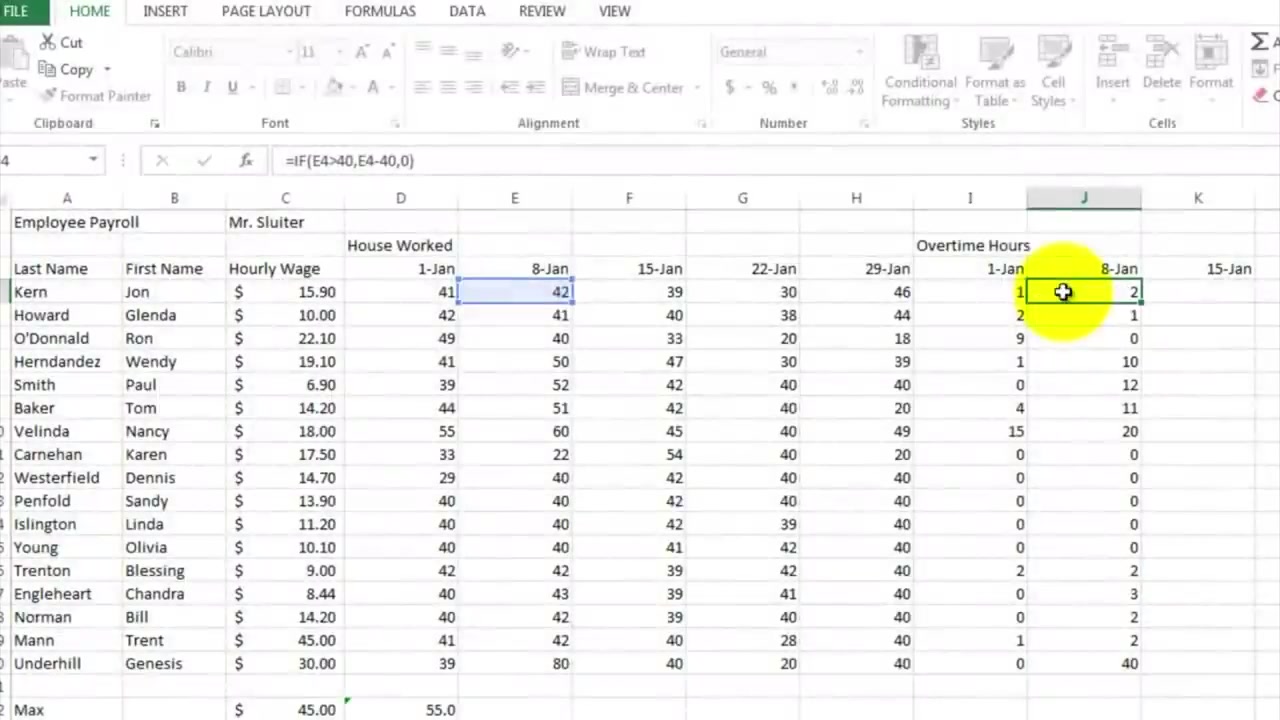 FILE HOME INSERT PAGE LAYOUT FORMULAS DATA REVIEW VIEW
Cut
Copy
Format Painter
Calibri 11
B I U
A A
Wrap Text
Merge & Center
General
$ %
Conditional Formatting
Format as Table
Cell Styles
Insert Delete Format
Clipboard Font Alignment Number Styles Cells
4 fx =IF(E4>40,E4-40,0)
A B C D E F G H I J K
Employee Payroll Mr. Sluiter
House Worked Overtime Hours
Last Name First Name Hourly Wage 1-Jan 8-Jan 15-Jan 22-Jan 29-Jan 1-Jan 8-Jan 15-Jan
Kern Jon $ 15.90 41 42 39 30 46 1 2
Howard Glenda $ 10.00 42 41 40 38 44 2 1
O'Donnald Ron $ 22.10 49 40 33 20 18 9 0
Herndandez Wendy $ 19.10 41 50 47 30 39 1 10
Smith Paul $ 6.90 39 52 42 40 40 0 12
Baker Tom $ 14.20 44 51 42 40 20 4 11
Velinda Nancy $ 18.00 55 60 45 40 49 15 20
Carnehan Karen $ 17.50 33 22 54 40 20 0 0
Westerfield Dennis $ 14.70 29 40 42 40 40 0 0
Penfold Sandy $ 13.90 40 40 42 40 40 0 0
Islington Linda $ 11.20 40 40 42 39 40 0 0
Young Olivia $ 10.10 40 40 41 42 40 0 0
Trenton Blessing $ 9.00 42 42 39 42 40 2 2
Engleheart Chandra $ 8.44 40 43 39 41 40 0 3
Norman Bill $ 14.20 40 42 39 40 40 0 2
Mann Trent $ 45.00 41 42 40 28 40 1 2
Underhill Genesis $ 30.00 39 80 40 20 40 0 40
Max $ 45.00 55.0